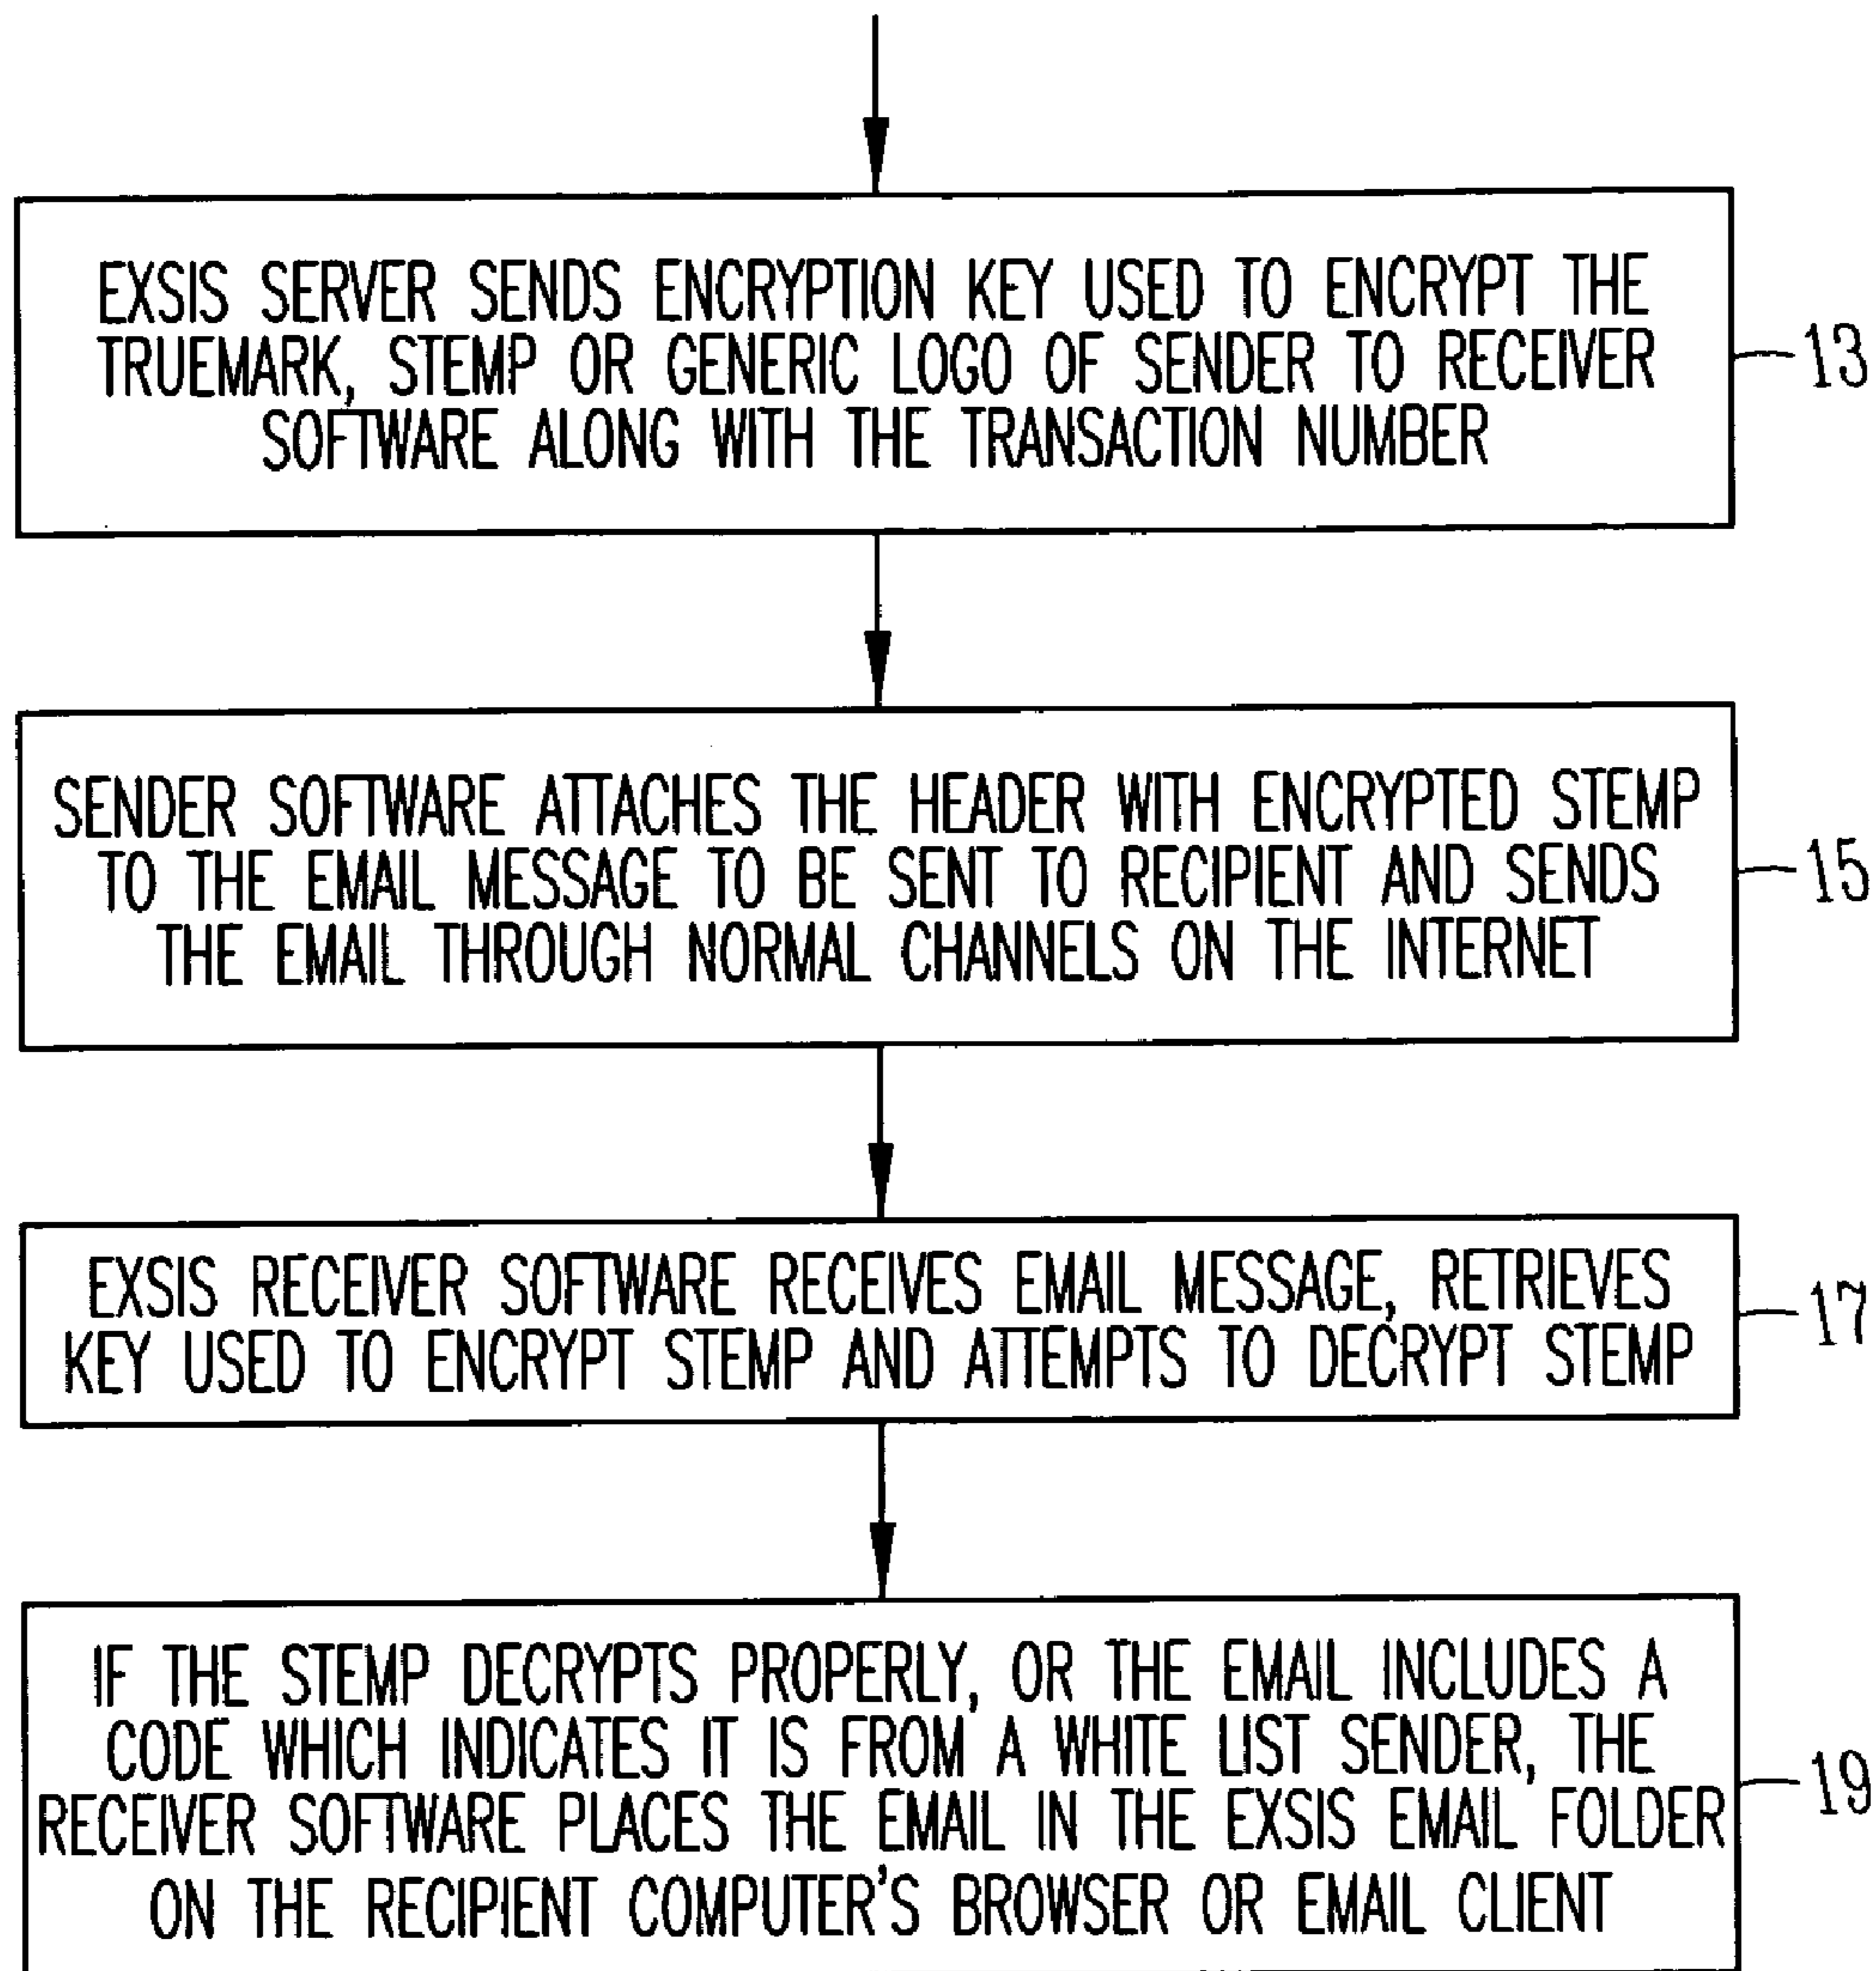 EXSIS SERVER SENDS ENCRYPTION KEY USED TO ENCRYPT THE
TRUEMARK, STEMP OR GENERIC LOGO OF SENDER TO RECEIVER
SOFTWARE ALONG WITH THE TRANSACTION NUMBER
13
SENDER SOFTWARE ATTACHES THE HEADER WITH ENCRYPTED STEMP
TO THE EMAIL MESSAGE TO BE SENT TO RECIPIENT AND SENDS
THE EMAIL THROUGH NORMAL CHANNELS ON THE INTERNET
15
EXSIS RECEIVER SOFTWARE RECEIVES EMAIL MESSAGE, RETRIEVES
KEY USED TO ENCRYPT STEMP AND ATTEMPTS TO DECRYPT STEMP
17
IF THE STEMP DECRYPTS PROPERLY, OR THE EMAIL INCLUDES A
CODE WHICH INDICATES IT IS FROM A WHITE LIST SENDER, THE
RECEIVER SOFTWARE PLACES THE EMAIL IN THE EXSIS EMAIL FOLDER
ON THE RECIPIENT COMPUTER'S BROWSER OR EMAIL CLIENT
19